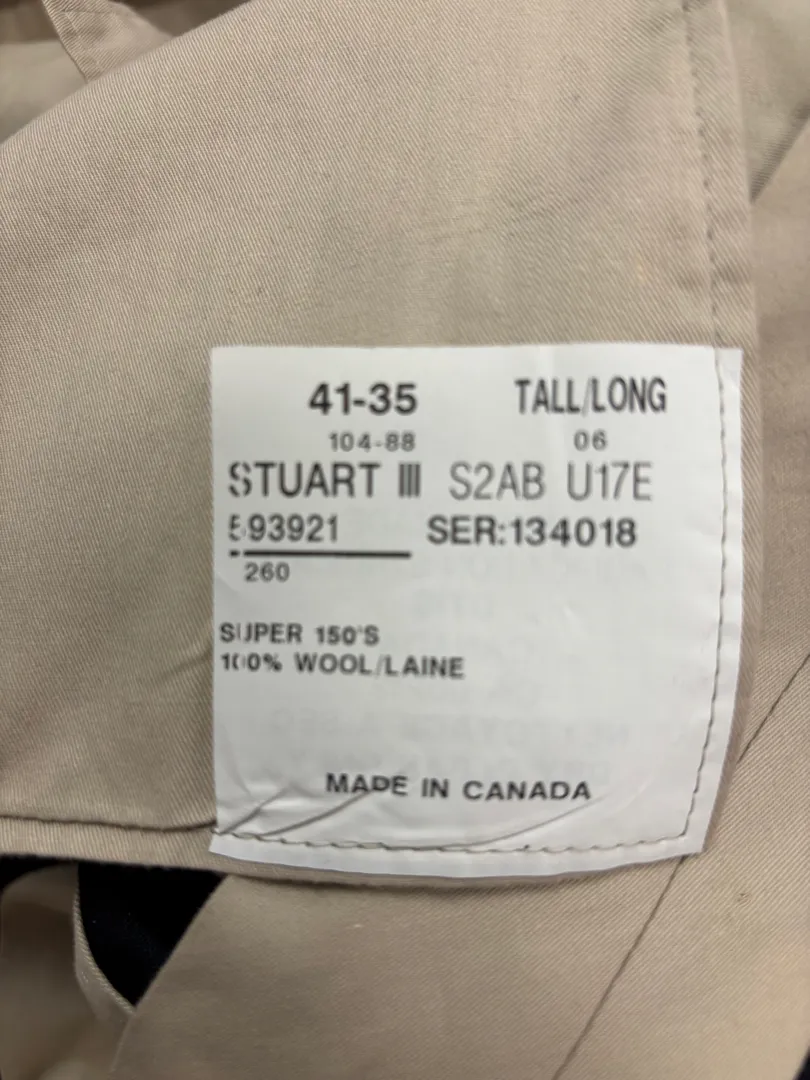 41-35 TALL/LONG
104-88 06
STUART III S2AB U17E
593921 SER:134018
260
SUPER 150'S
100% WOOL/LAINE
MADE IN CANADA